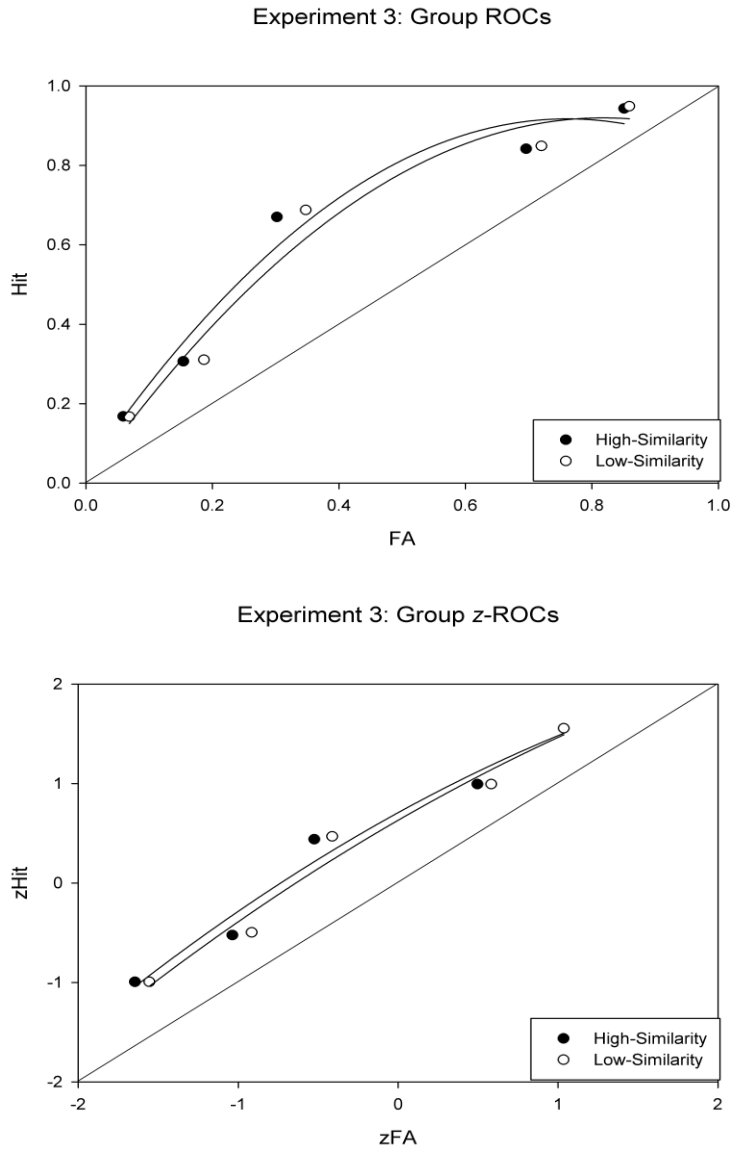 Experiment 3: Group ROCs
1.0
0.8
0.6
0.4
0.2
0.0
Hit
High-Similarity
Low-Similarity
0.0 0.2 0.4 0.6 0.8 1.0
FA
Experiment 3: Group z-ROCs
2
1
0
-1
-2
zHit
High-Similarity
Low-Similarity
-2 -1 0 1 2
zFA